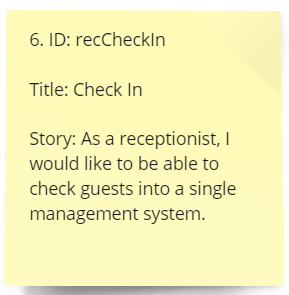 6. ID: recCheckIn
Title: Check In
Story: As a receptionist, I
would like to be able to
check guests into a single
management system.